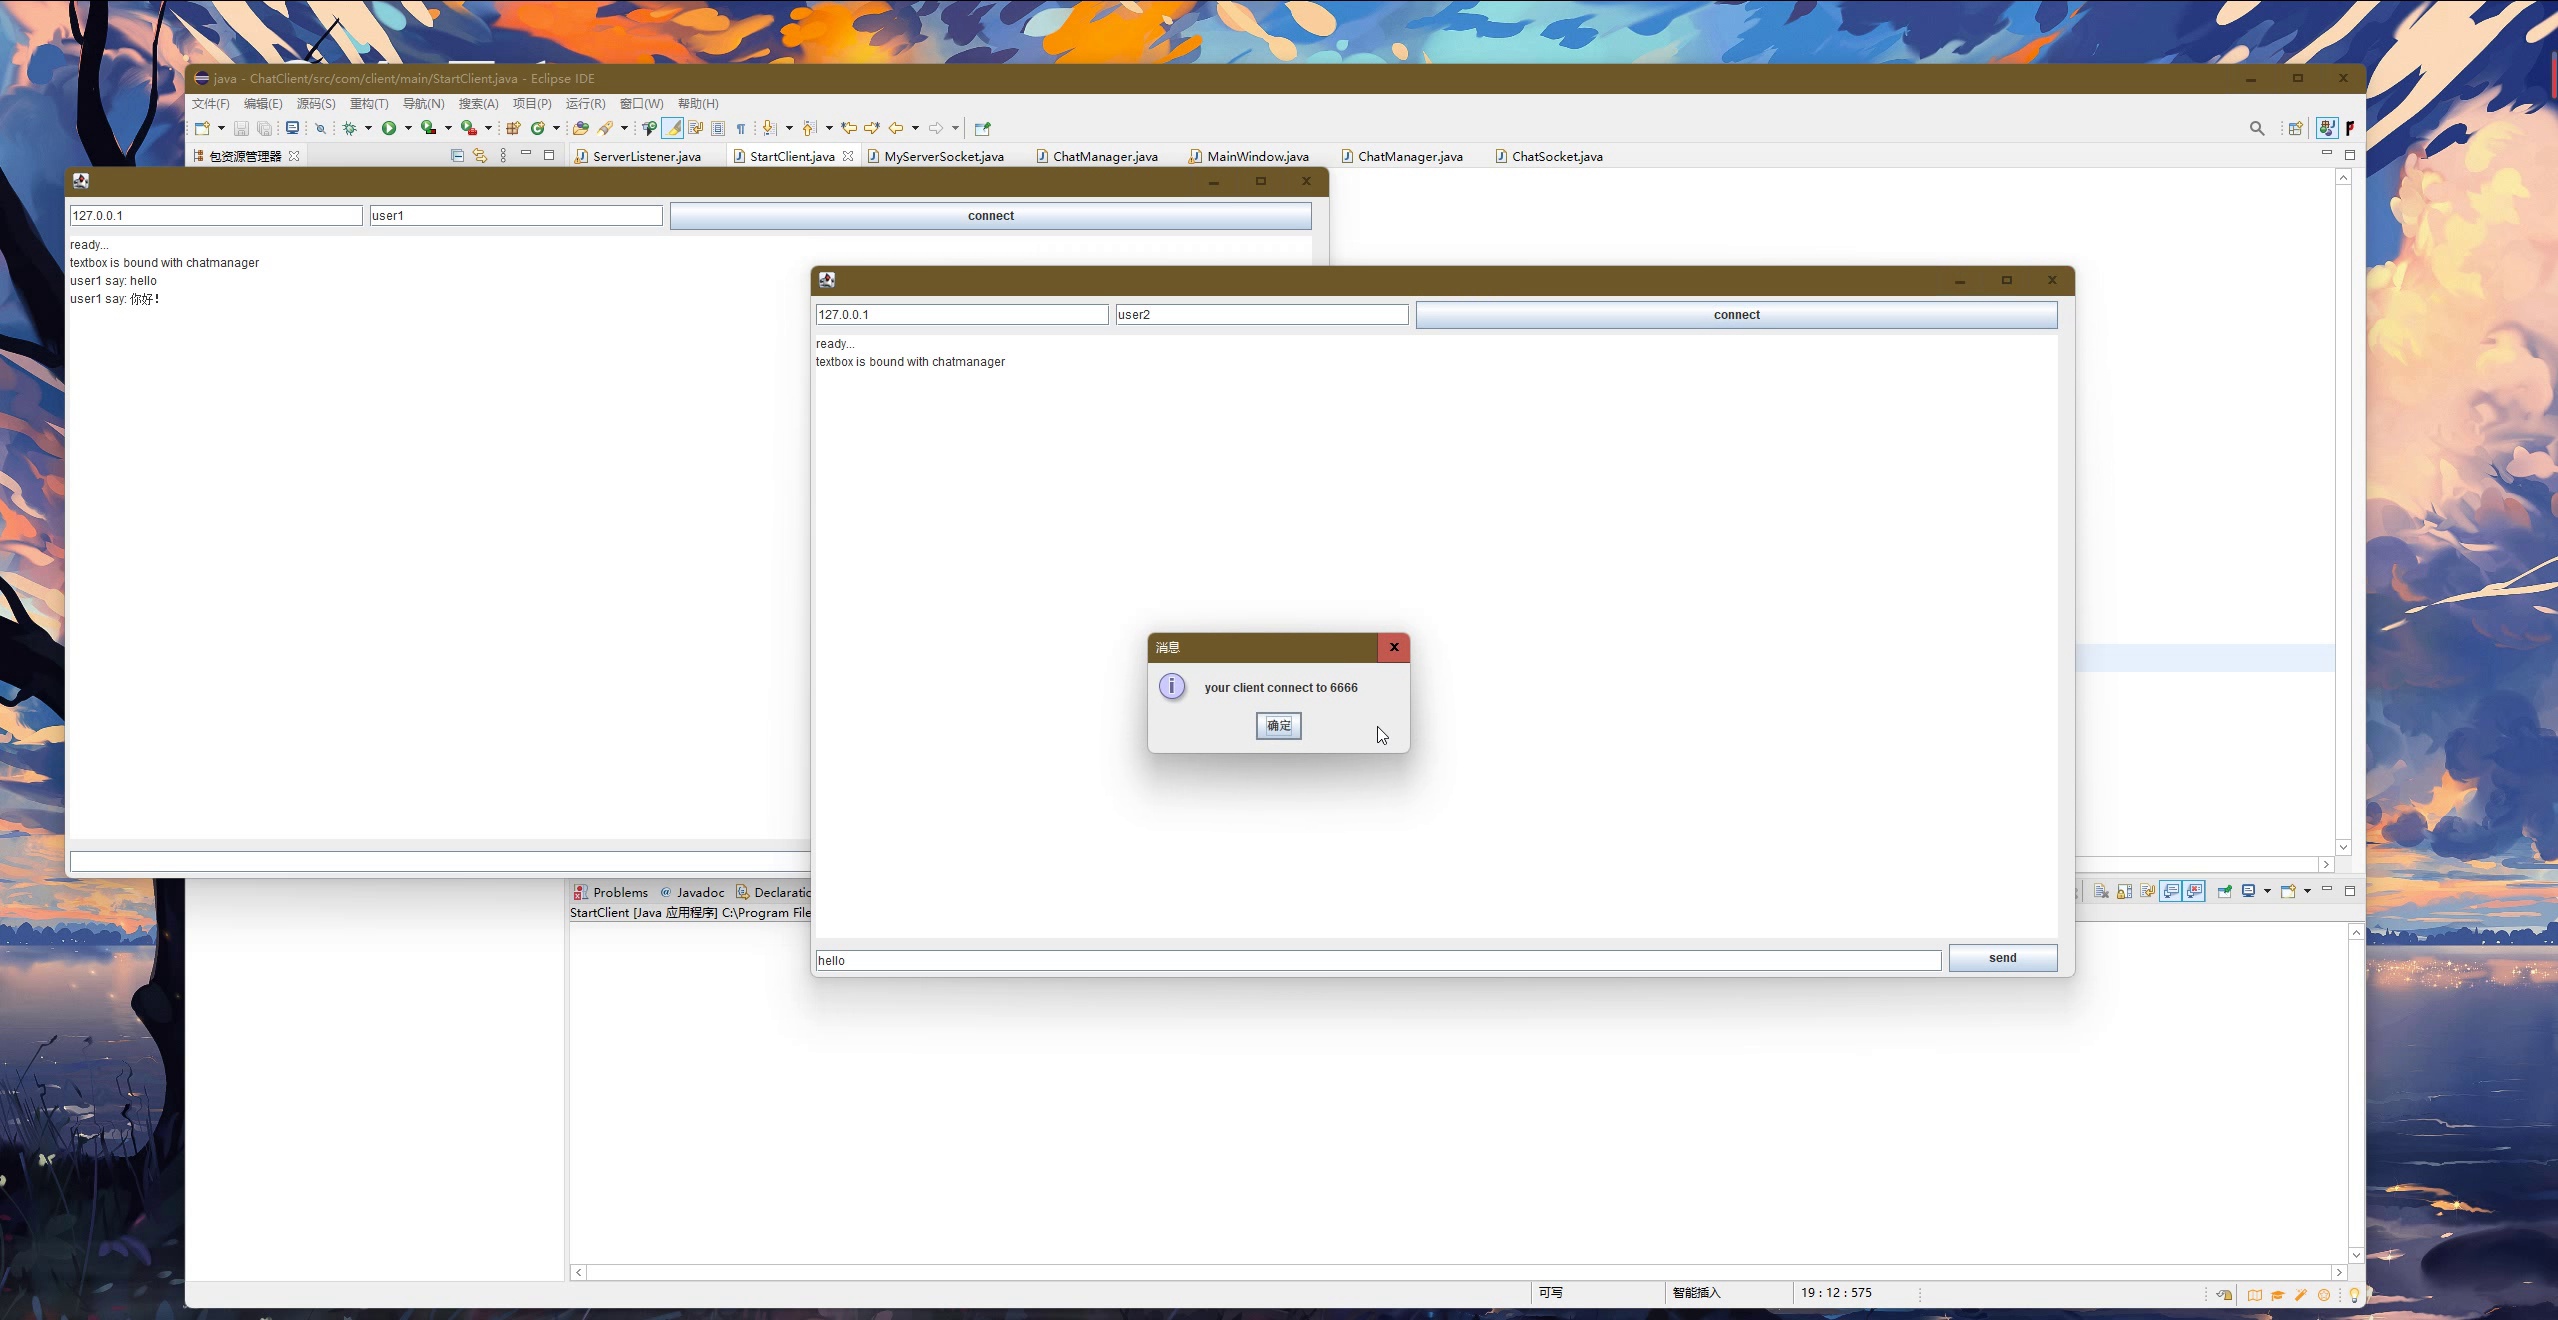 java - ChatClient/src/com/client/main/StartClient.java - Eclipse IDE
文件(F) 编辑(E) 源码(S) 重构(T) 导航(N) 搜索(A) 项目(P) 运行(R) 窗口(W) 帮助(H)
包资源管理器 ServerListener.java StartClient.java MyServerSocket.java ChatManager.java MainWindow.java ChatManager.java ChatSocket.java
127.0.0.1 user1 connect
ready...
textbox is bound with chatmanager
user1 say: hello
user1 say: 你好!
127.0.0.1 user2 connect
ready...
textbox is bound with chatmanager
消息
your client connect to 6666
确定
hello send
Problems @ Javadoc Declaratio
StartClient [Java 应用程序] C:\Program File
可写 智能插入 19 : 12 : 575